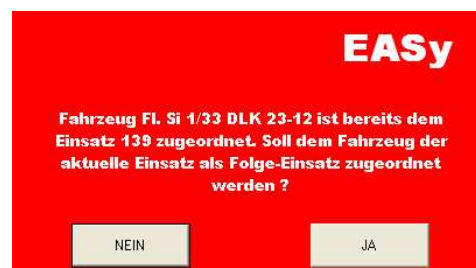 EASy
Fahrzeug Fl. Si 1/33 DLK 23-12 ist bereits dem
Einsatz 139 zugeordnet. Soll dem Fahrzeug der
aktuelle Einsatz als Folge-Einsatz zugeordnet
werden ?
NEIN
JA